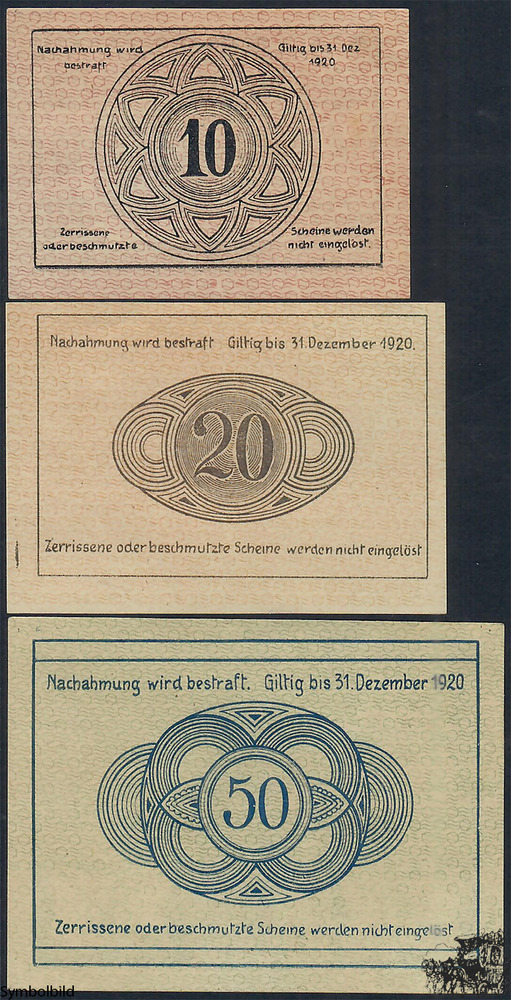 Nachahmung wird
bestraft
Giltig bis 31 Dez
1920
10
Zerrissene
oder beschmutzte
Scheine werden
nicht eingelöst.
Nachahmung wird bestraft Giltig bis 31. Dezember 1920.
20
Zerrissene oder beschmutzte Scheine werden nicht eingelöst
Nachahmung wird bestraft. Giltig bis 31. Dezember 1920
50
Zerrissene oder beschmutzte Scheine werden nicht eingelöst
Symbolbild